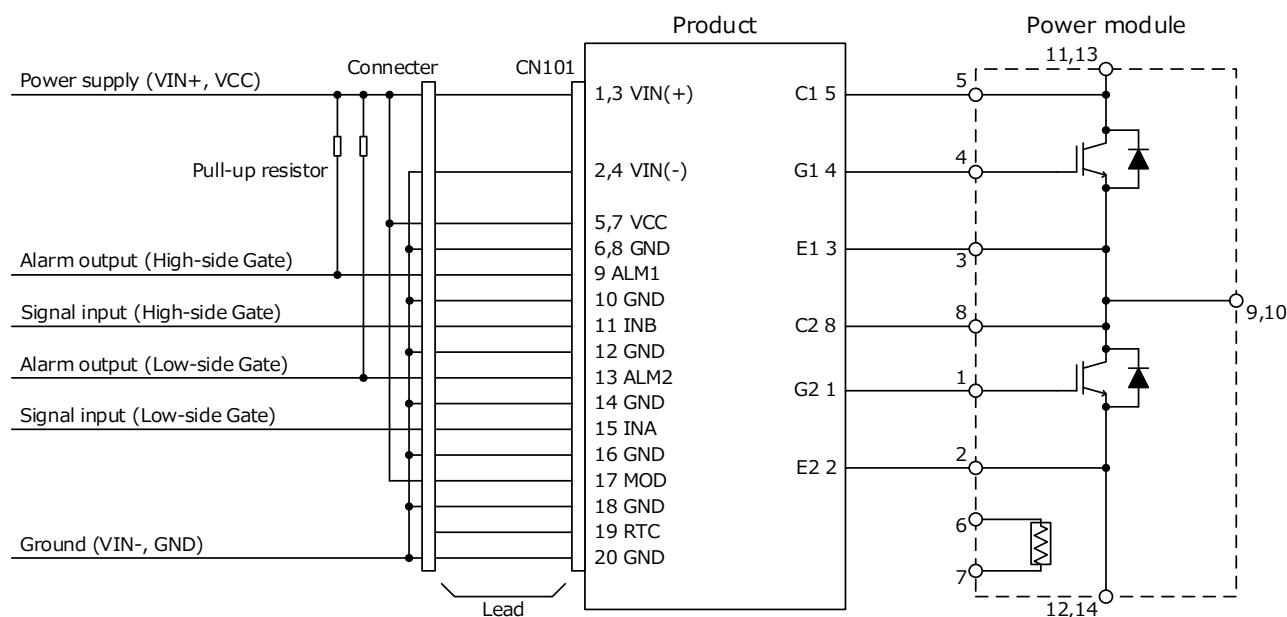 Product
Power module
11,13
Power supply (VIN+, VCC)
Connecter
CN101
1,3 VIN(+)
C1 5
5
Pull-up resistor
2,4 VIN(-)
G1 4
4
5,7 VCC
6,8 GND
E1 3
3
Alarm output (High-side Gate)
9 ALM1
10 GND
9,10
Signal input (High-side Gate)
11 INB
C2 8
8
12 GND
Alarm output (Low-side Gate)
13 ALM2
G2 1
1
14 GND
Signal input (Low-side Gate)
15 INA
16 GND
E2 2
2
17 MOD
18 GND
6
19 RTC
Ground (VIN-, GND)
20 GND
7
Lead
12,14